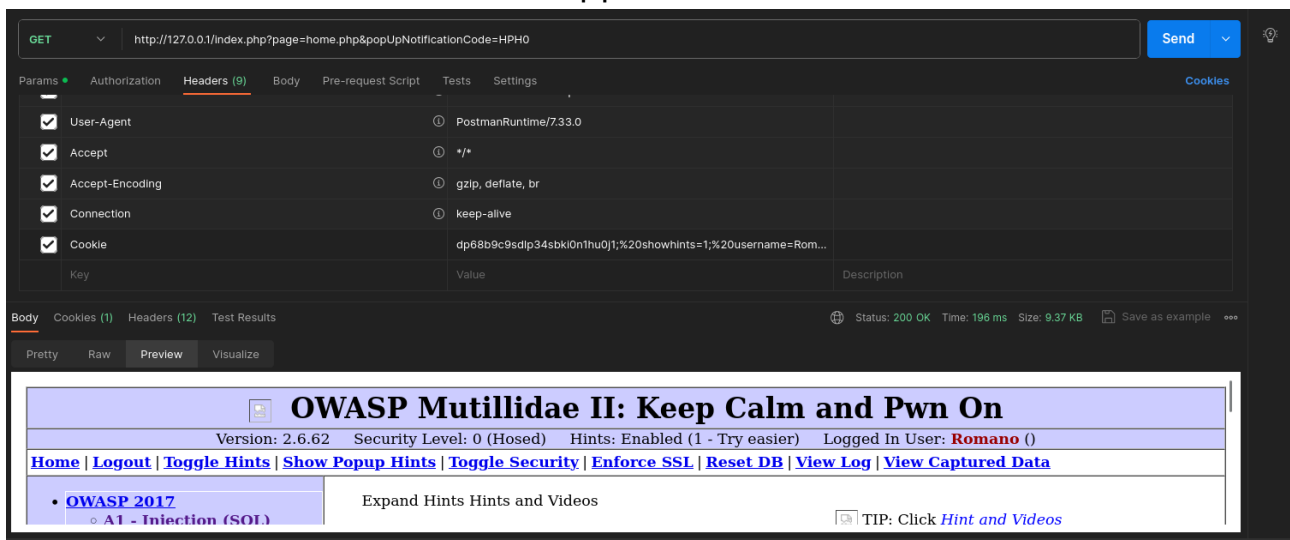 GET http://127.0.0.1/index.php?page=home.php&popUpNotificationCode=HPH0 Send
Params Authorization Headers (9) Body Pre-request Script Tests Settings Cookies
User-Agent PostmanRuntime/7.33.0
Accept */*
Accept-Encoding gzip, deflate, br
Connection keep-alive
Cookie dp68b9c9sdlp34sbki0n1hu0j1;%20showhints=1;%20username=Rom...
Key Value Description
Body Cookies (1) Headers (12) Test Results Status: 200 OK Time: 196 ms Size: 9.37 KB Save as example
Pretty Raw Preview Visualize
OWASP Mutillidae II: Keep Calm and Pwn On
Version: 2.6.62 Security Level: 0 (Hosed) Hints: Enabled (1 - Try easier) Logged In User: Romano ()
Home | Logout | Toggle Hints | Show Popup Hints | Toggle Security | Enforce SSL | Reset DB | View Log | View Captured Data
OWASP 2017 Expand Hints Hints and Videos
A1 - Injection (SQL) TIP: Click Hint and Videos